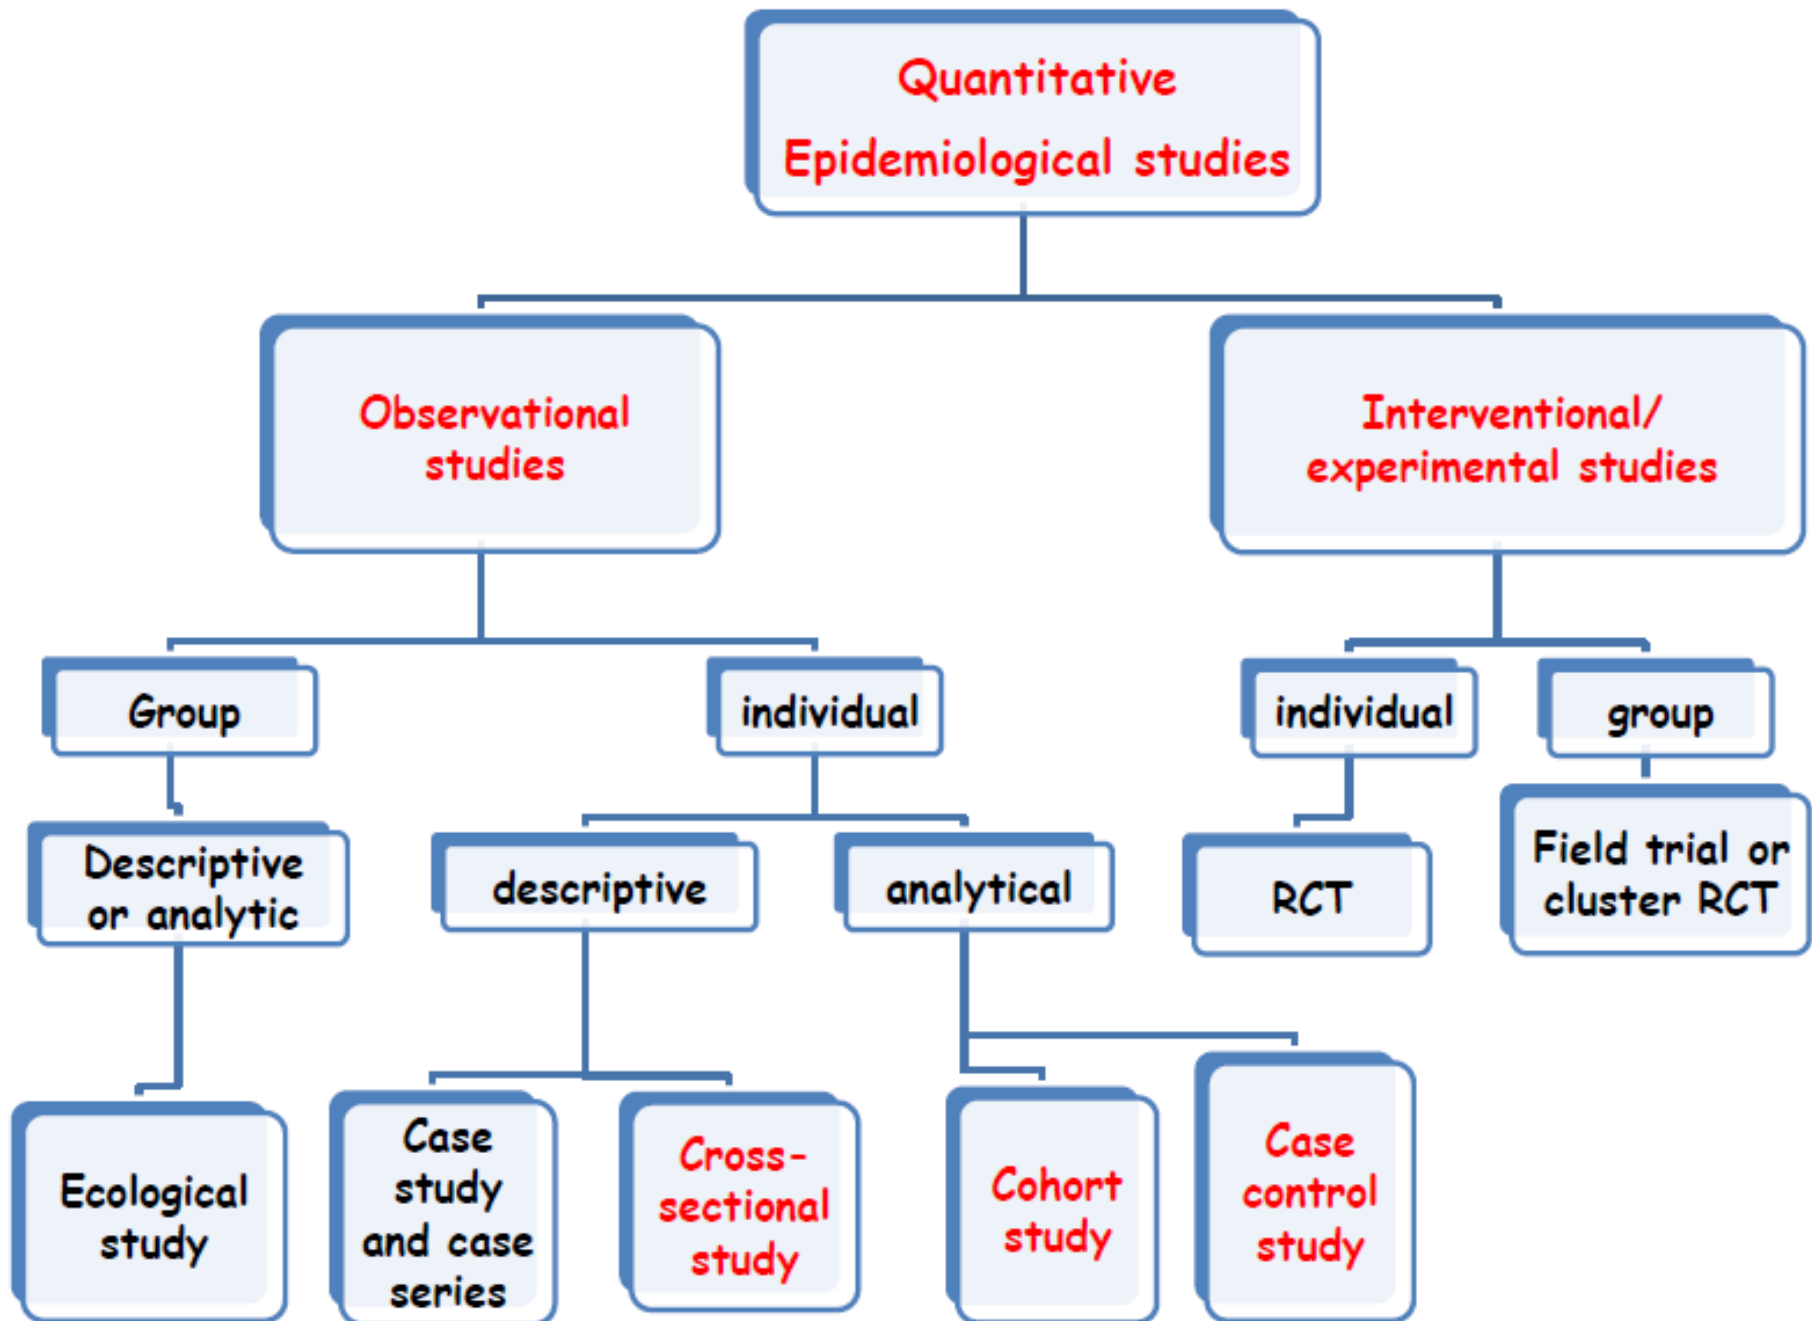 Quantitative
Epidemiological studies
Observational
studies
Interventional/
experimental studies
Group
individual
individual
group
Descriptive
or analytic
descriptive
analytical
RCT
Field trial or
cluster RCT
Ecological
study
Case
study
and case
series
Cross-
sectional
study
Cohort
study
Case
control
study